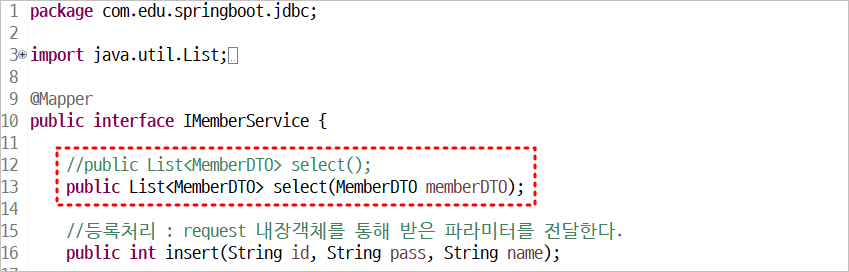 1 package com.edu.springboot.jdbc;
2
3 import java.util.List;
8
9 @Mapper
10 public interface IMemberService {
11
12 //public List<MemberDTO> select();
13 public List<MemberDTO> select(MemberDTO memberDTO);
14
15 //등록처리 : request 내장객체를 통해 받은 파라미터를 전달한다.
16 public int insert(String id, String pass, String name);